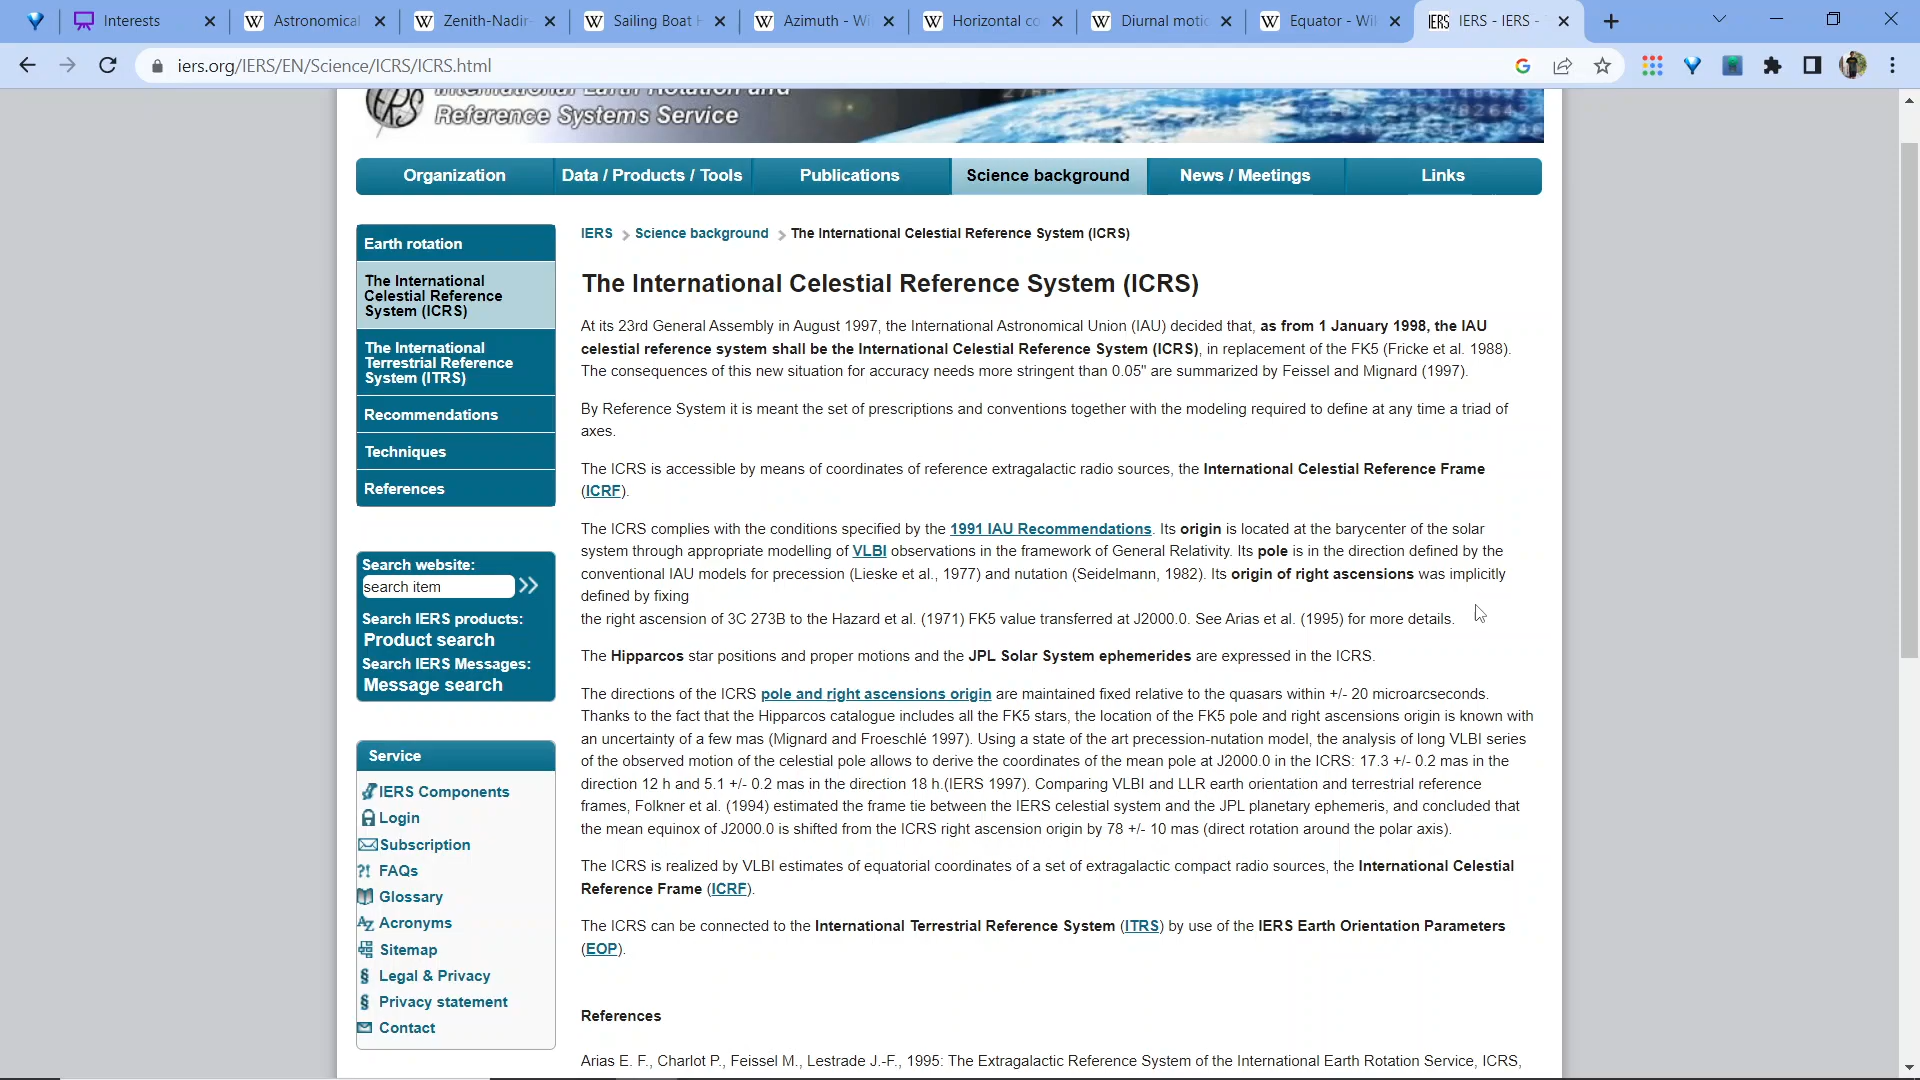 Interests
Astronomical
Zenith-Nadir-
Sailing Boat H
Azimuth - Wi
Horizontal co
Diurnal motic
Equator - Wil
IERS - IERS -
iers.org/IERS/EN/Science/ICRS/ICRS.html
International Earth Rotation and
Reference Systems Service
Organization
Data / Products / Tools
Publications
Science background
News / Meetings
Links
Earth rotation
The International
Celestial Reference
System (ICRS)
The International
Terrestrial Reference
System (ITRS)
Recommendations
Techniques
References
Search website:
search item
Search IERS products:
Product search
Search IERS Messages:
Message search
Service
IERS Components
Login
Subscription
FAQs
Glossary
Acronyms
Sitemap
Legal & Privacy
Privacy statement
Contact
IERS > Science background > The International Celestial Reference System (ICRS)
The International Celestial Reference System (ICRS)
At its 23rd General Assembly in August 1997, the International Astronomical Union (IAU) decided that, as from 1 January 1998, the IAU
celestial reference system shall be the International Celestial Reference System (ICRS), in replacement of the FK5 (Fricke et al. 1988).
The consequences of this new situation for accuracy needs more stringent than 0.05" are summarized by Feissel and Mignard (1997).
By Reference System it is meant the set of prescriptions and conventions together with the modeling required to define at any time a triad of
axes.
The ICRS is accessible by means of coordinates of reference extragalactic radio sources, the International Celestial Reference Frame
(ICRF).
The ICRS complies with the conditions specified by the 1991 IAU Recommendations. Its origin is located at the barycenter of the solar
system through appropriate modelling of VLBI observations in the framework of General Relativity. Its pole is in the direction defined by the
conventional IAU models for precession (Lieske et al., 1977) and nutation (Seidelmann, 1982). Its origin of right ascensions was implicitly
defined by fixing
the right ascension of 3C 273B to the Hazard et al. (1971) FK5 value transferred at J2000.0. See Arias et al. (1995) for more details.
The Hipparcos star positions and proper motions and the JPL Solar System ephemerides are expressed in the ICRS.
The directions of the ICRS pole and right ascensions origin are maintained fixed relative to the quasars within +/- 20 microarcseconds.
Thanks to the fact that the Hipparcos catalogue includes all the FK5 stars, the location of the FK5 pole and right ascensions origin is known with
an uncertainty of a few mas (Mignard and Froeschlé 1997). Using a state of the art precession-nutation model, the analysis of long VLBI series
of the observed motion of the celestial pole allows to derive the coordinates of the mean pole at J2000.0 in the ICRS: 17.3 +/- 0.2 mas in the
direction 12 h and 5.1 +/- 0.2 mas in the direction 18 h.(IERS 1997). Comparing VLBI and LLR earth orientation and terrestrial reference
frames, Folkner et al. (1994) estimated the frame tie between the IERS celestial system and the JPL planetary ephemeris, and concluded that
the mean equinox of J2000.0 is shifted from the ICRS right ascension origin by 78 +/- 10 mas (direct rotation around the polar axis).
The ICRS is realized by VLBI estimates of equatorial coordinates of a set of extragalactic compact radio sources, the International Celestial
Reference Frame (ICRF).
The ICRS can be connected to the International Terrestrial Reference System (ITRS) by use of the IERS Earth Orientation Parameters
(EOP).
References
Arias E. F., Charlot P., Feissel M., Lestrade J.-F., 1995: The Extragalactic Reference System of the International Earth Rotation Service, ICRS,